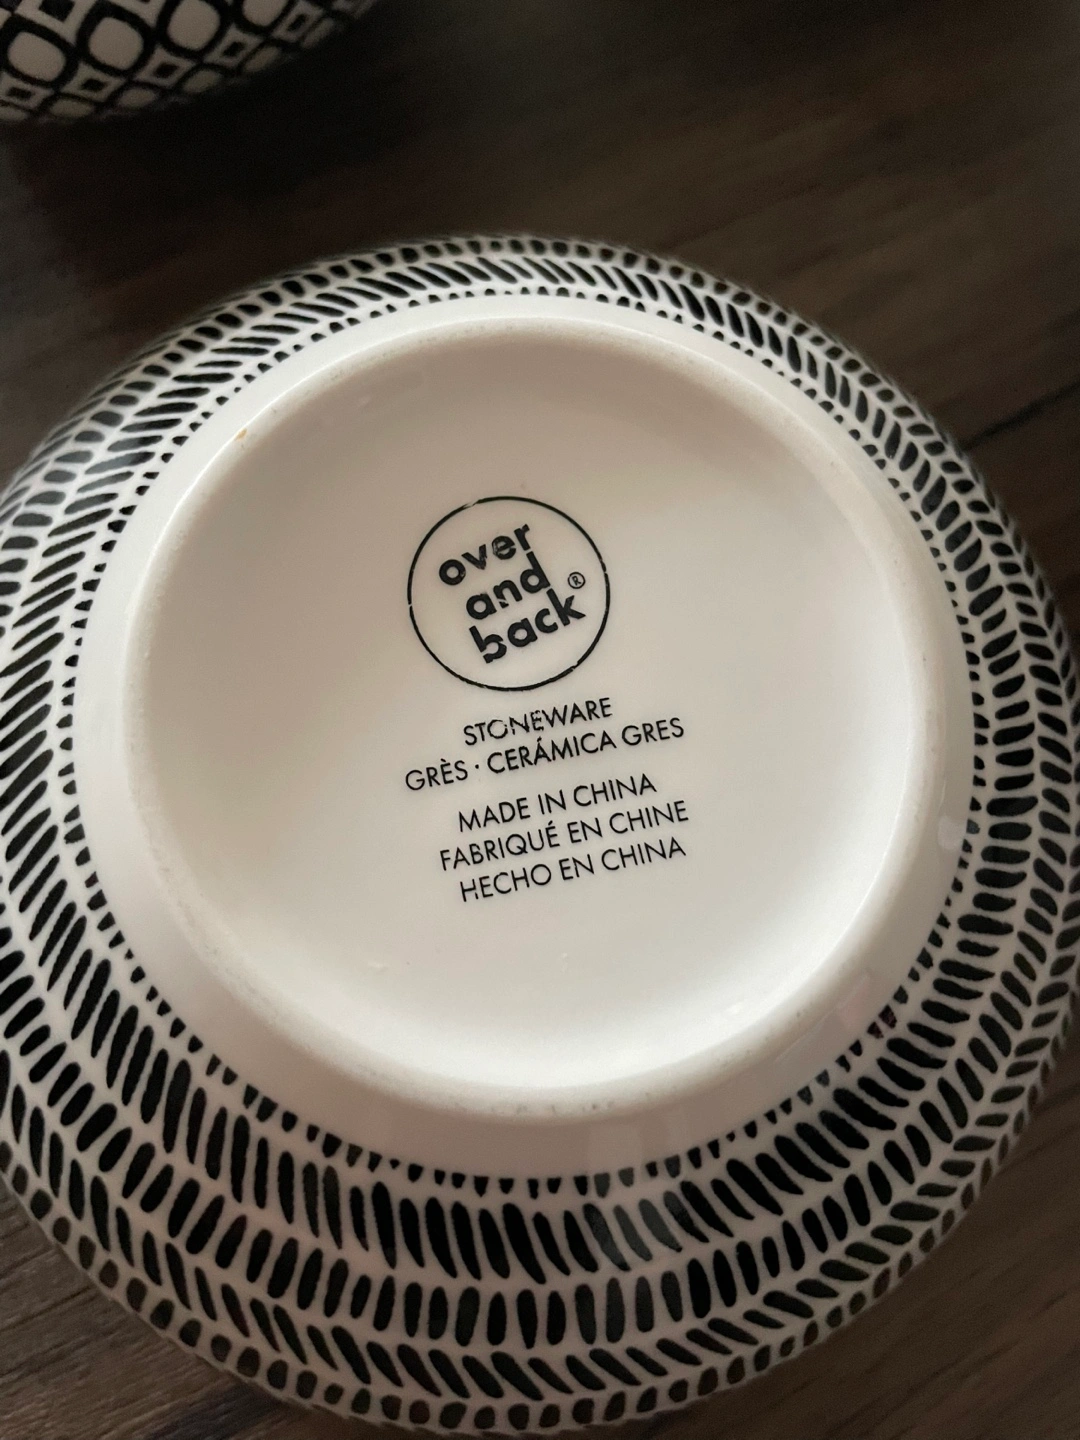 over
and
back®
STONEWARE
GRÈS · CERÁMICA GRES
MADE IN CHINA
FABRIQUÉ EN CHINE
HECHO EN CHINA